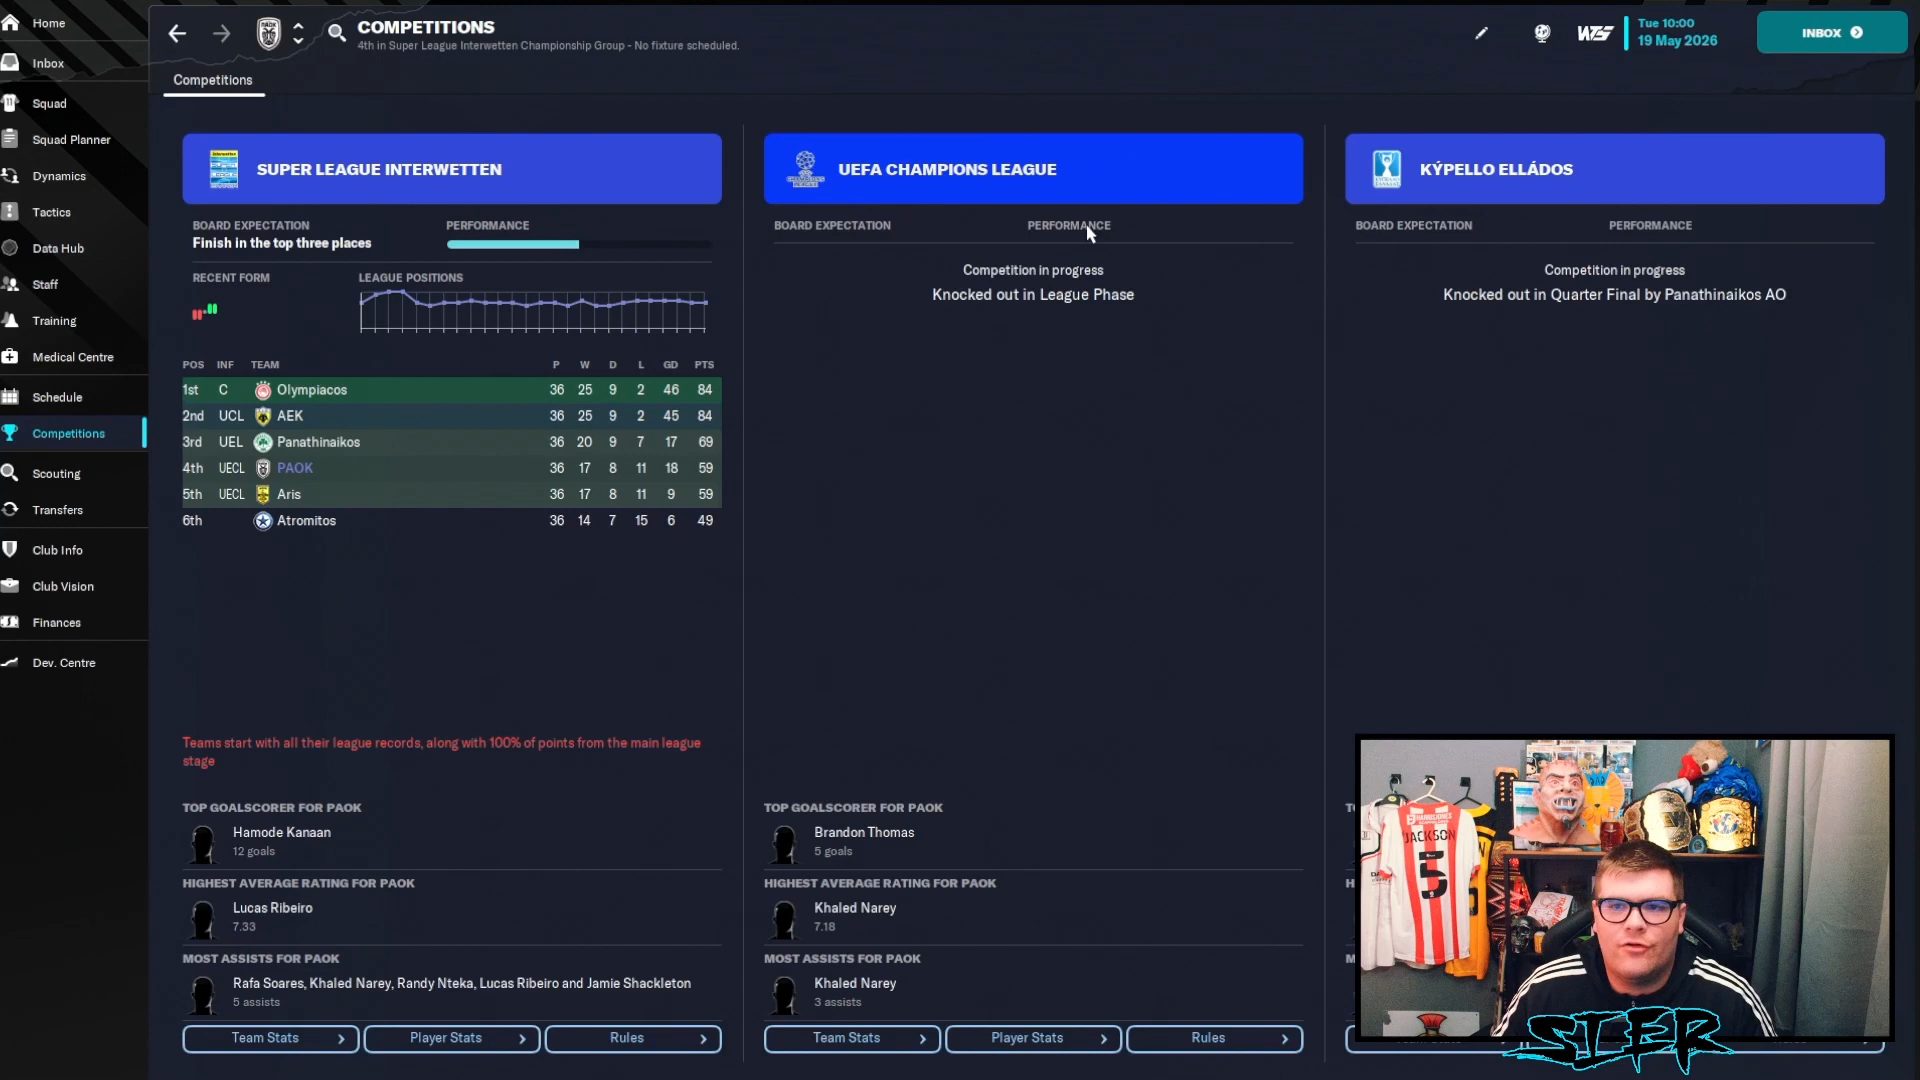 Home
Inbox
Squad
Squad Planner
Dynamics
Tactics
Data Hub
Staff
Training
Medical Centre
Schedule
Competitions
Scouting
Transfers
Club Info
Club Vision
Finances
Dev. Centre
COMPETITIONS
4th in Super League Interwetten Championship Group - No fixture scheduled.
Tue 10:00
19 May 2026
INBOX
Competitions
SUPER LEAGUE INTERWETTEN
BOARD EXPECTATION PERFORMANCE
Finish in the top three places
RECENT FORM LEAGUE POSITIONS
POS INF TEAM P W D L GD PTS
1st C Olympiacos 36 25 9 2 46 84
2nd UCL AEK 36 25 9 2 45 84
3rd UEL Panathinaikos 36 20 9 7 17 69
4th UECL PAOK 36 17 8 11 18 59
5th UECL Aris 36 17 8 11 9 59
6th Atromitos 36 14 7 15 6 49
Teams start with all their league records, along with 100% of points from the main league
stage
TOP GOALSCORER FOR PAOK
Hamode Kanaan
12 goals
HIGHEST AVERAGE RATING FOR PAOK
Lucas Ribeiro
7.33
MOST ASSISTS FOR PAOK
Rafa Soares, Khaled Narey, Randy Nteka, Lucas Ribeiro and Jamie Shackleton
5 assists
Team Stats Player Stats Rules
UEFA CHAMPIONS LEAGUE
BOARD EXPECTATION PERFORMANCE
Competition in progress
Knocked out in League Phase
TOP GOALSCORER FOR PAOK
Brandon Thomas
5 goals
HIGHEST AVERAGE RATING FOR PAOK
Khaled Narey
7.18
MOST ASSISTS FOR PAOK
Khaled Narey
3 assists
Team Stats Player Stats Rules
KÝPELLO ELLÁDOS
BOARD EXPECTATION PERFORMANCE
Competition in progress
Knocked out in Quarter Final by Panathinaikos AO
JACKSON
5